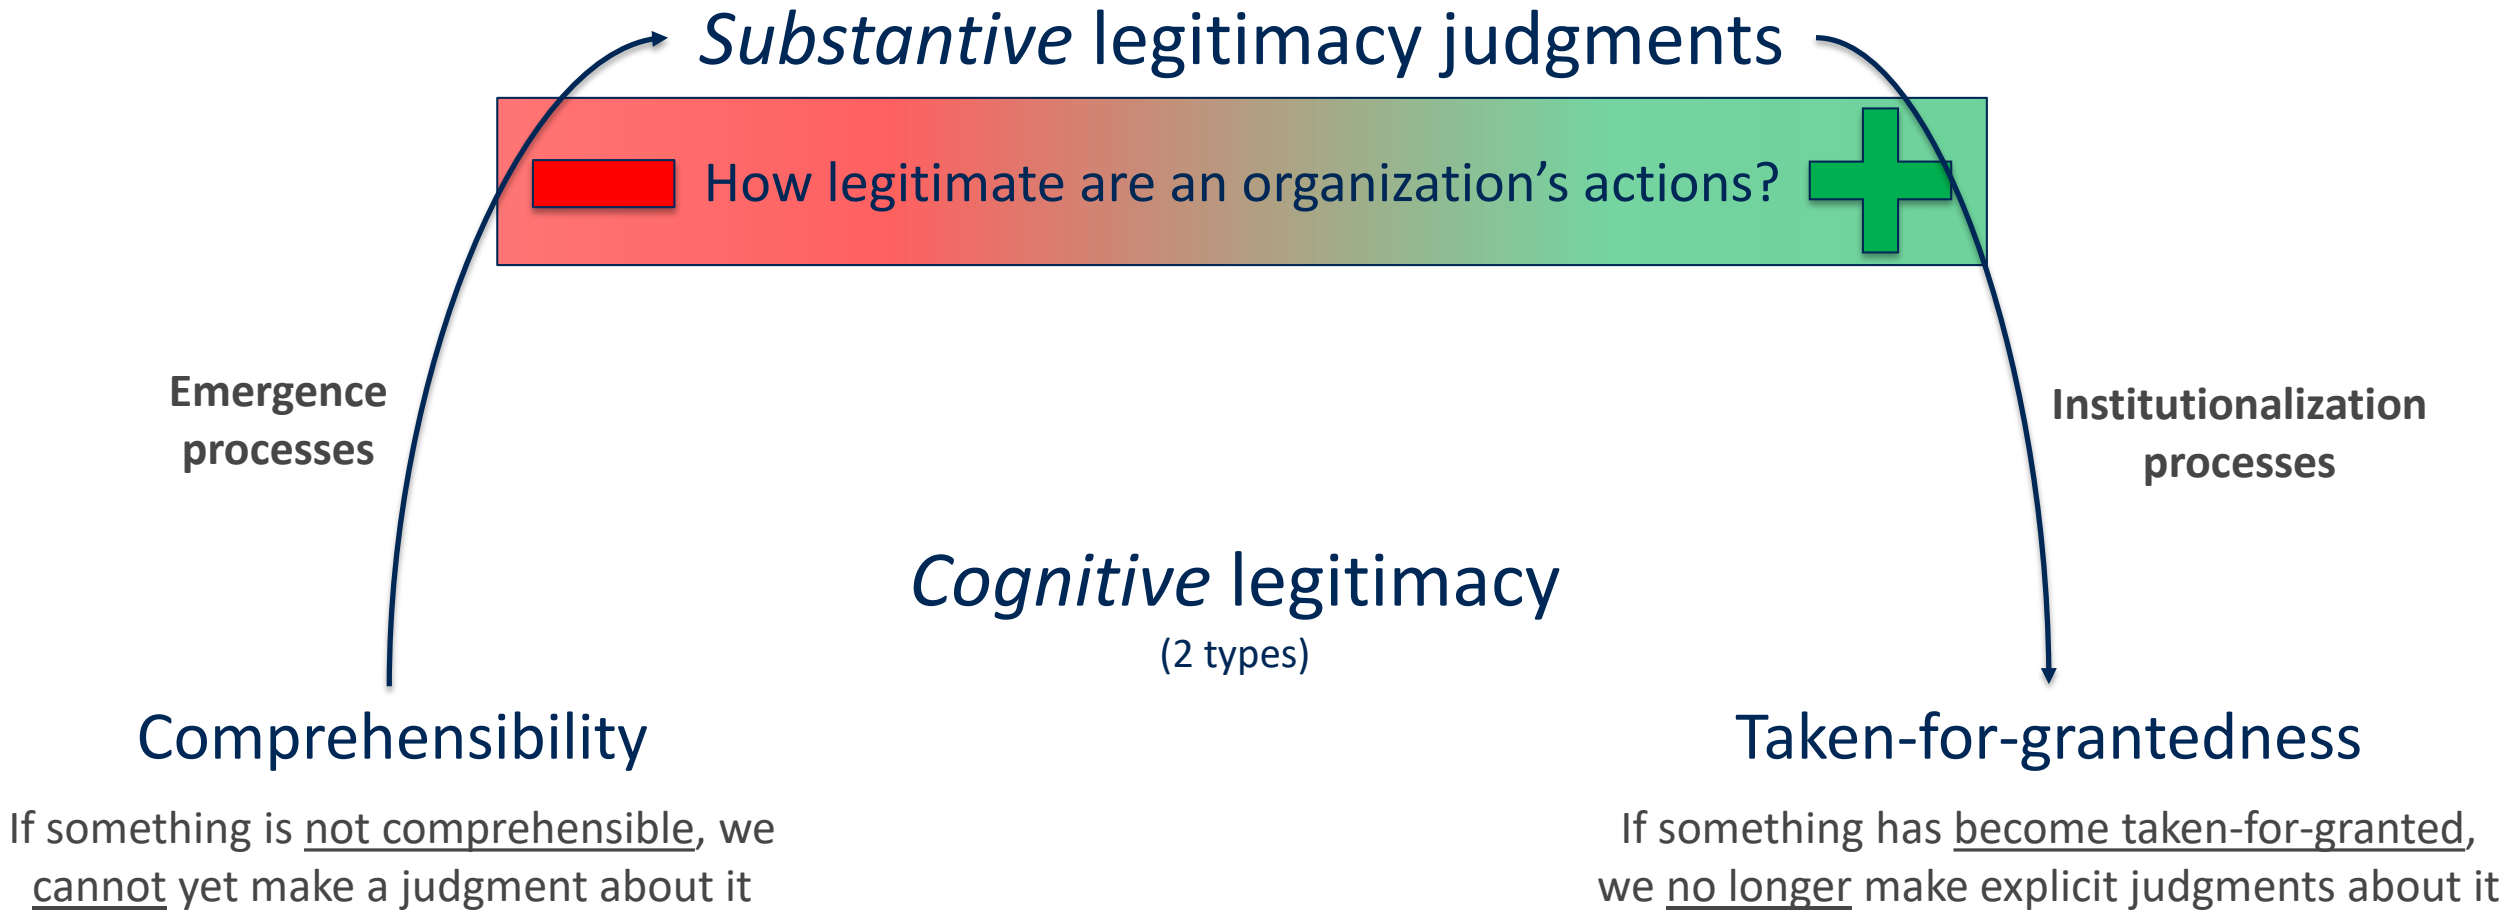 Substantive legitimacy judgments
How legitimate are an organization’s actions?
Emergence
processes
Institutionalization
processes
Cognitive legitimacy
(2 types)
Comprehensibility
If something is not comprehensible, we
cannot yet make a judgment about it
Taken-for-grantedness
If something has become taken-for-granted,
we no longer make explicit judgments about it